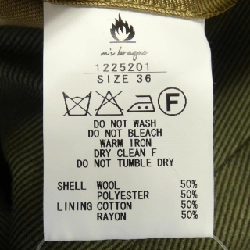 1225201
SIZE 36
F
DO NOT WASH
DO NOT BLEACH
WARM IRON
DRY CLEAN F
DO NOT TUMBLE DRY
SHELL WOOL 50%
POLYESTER 50%
LINING COTTON 50%
RAYON 50%